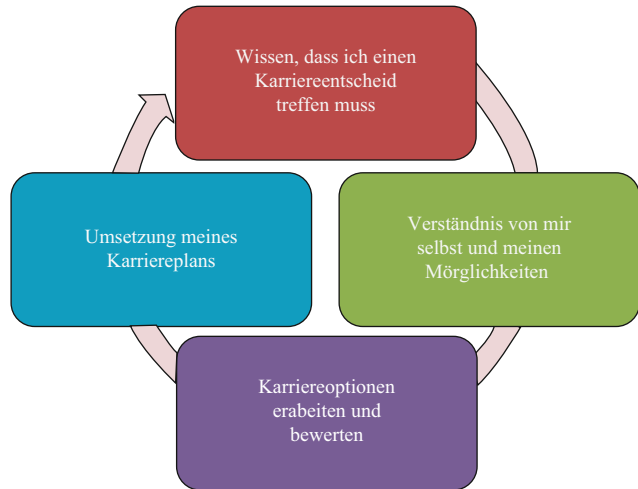 Wissen, dass ich einen
Karriereentscheid
treffen muss
Verständnis von mir
selbst und meinen
Mörglichkeiten
Karriereoptionen
erabeiten und
bewerten
Umsetzung meines
Karriereplans